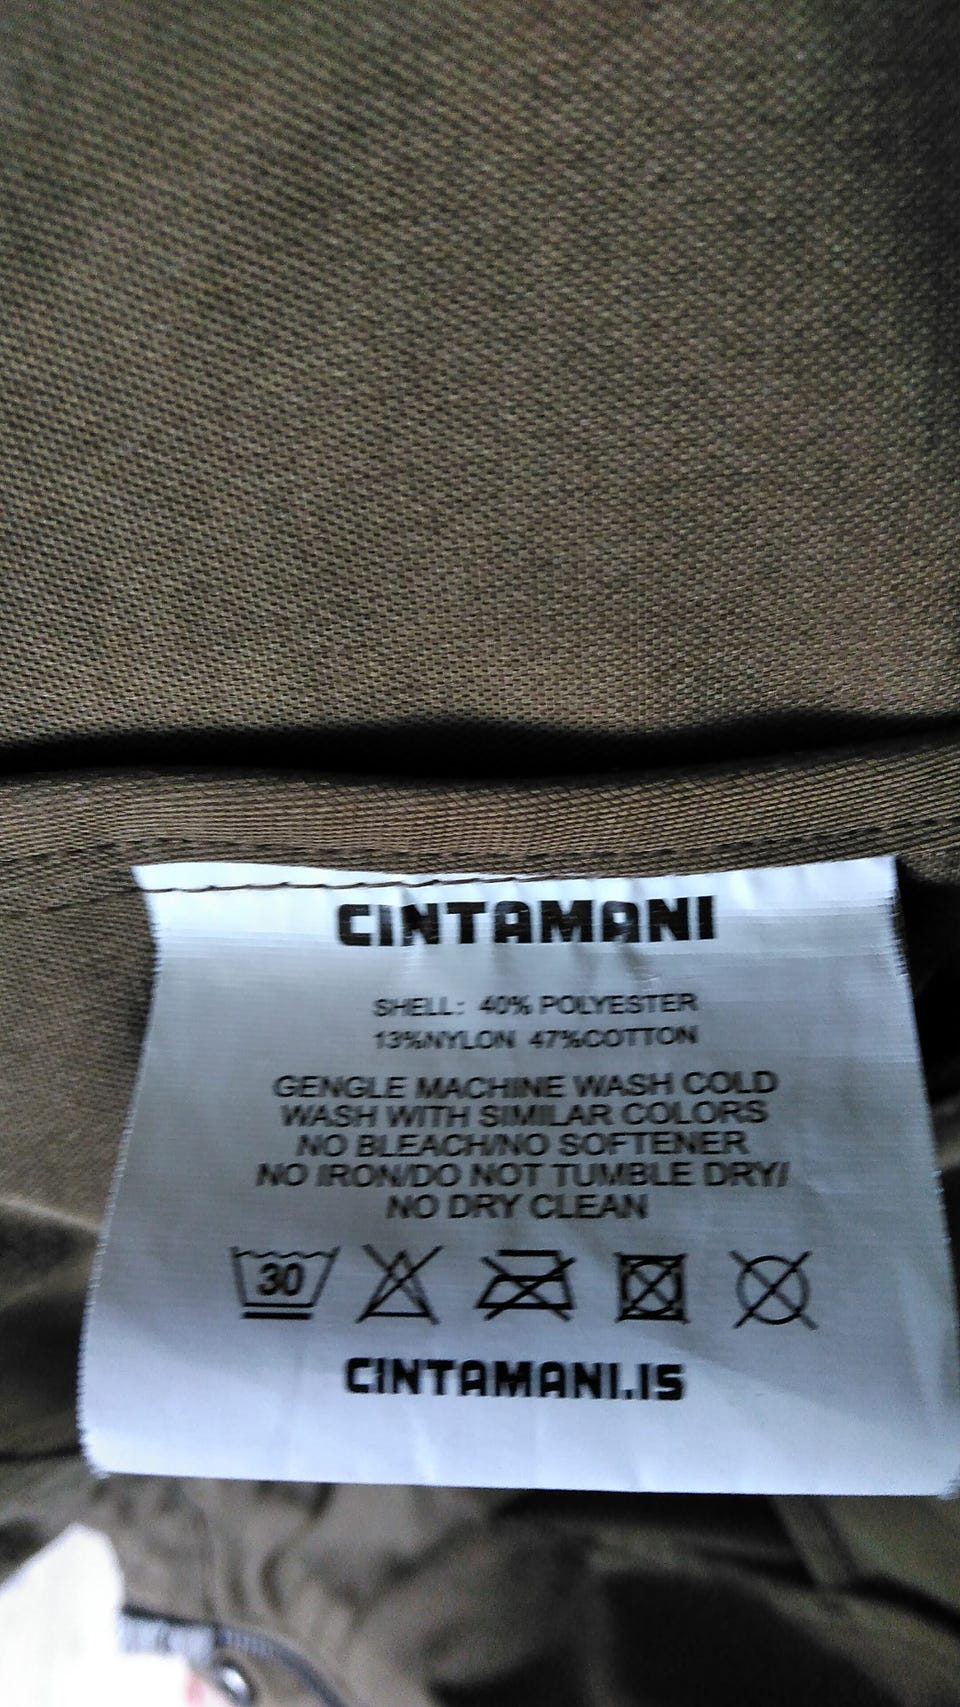 CINTAMANI
SHELL: 40% POLYESTER
13%NYLON 47%COTTON
GENGLE MACHINE WASH COLD
WASH WITH SIMILAR COLORS
NO BLEACH/NO SOFTENER
NO IRON/DO NOT TUMBLE DRY/
NO DRY CLEAN
30
CINTAMANI.IS